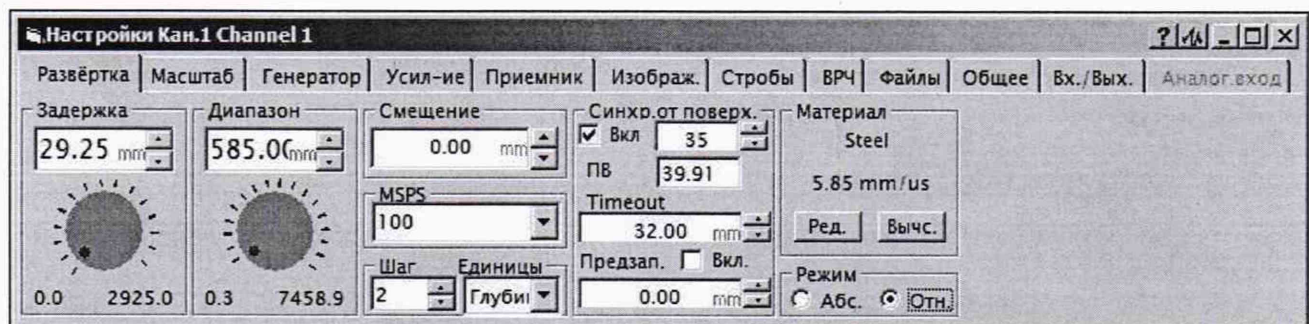 Настройки Кан.1 Channel 1
Развёртка Масштаб Генератор Усил-ие Приемник Изображ. Стробы ВРЧ Файлы Общее Вх./Вых. Аналог.вход
Задержка
29.25 mm
0.0 2925.0
Диапазон
585.00 mm
0.3 7458.9
Смещение
0.00 mm
MSPS
100
Шаг Единицы
2 Глуби
Синхр.от поверх.
Вкл 35
ПВ 39.91
Timeout
32.00 mm
Предзап. Вкл.
0.00 mm
Материал
Steel
5.85 mm/us
Ред. Вычс.
Режим
Абс. Отн.